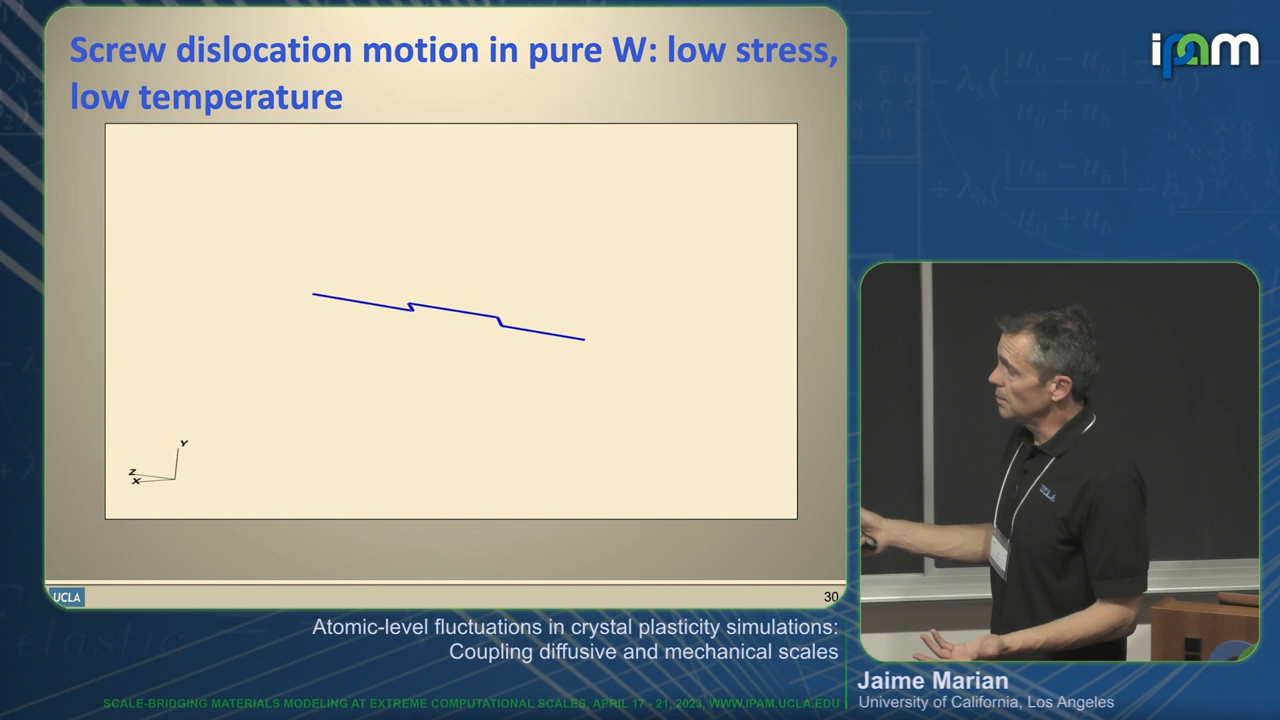 Screw dislocation motion in pure W: low stress,
low temperature
ipam
Y
Z
X
UCLA
30
UCLA
Atomic-level fluctuations in crystal plasticity simulations:
Coupling diffusive and mechanical scales
Jaime Marian
University of California, Los Angeles
SCALE-BRIDGING MATERIALS MODELING AT EXTREME COMPUTATIONAL SCALES, APRIL 17 - 21, 2023, WWW.IPAM.UCLA.EDU